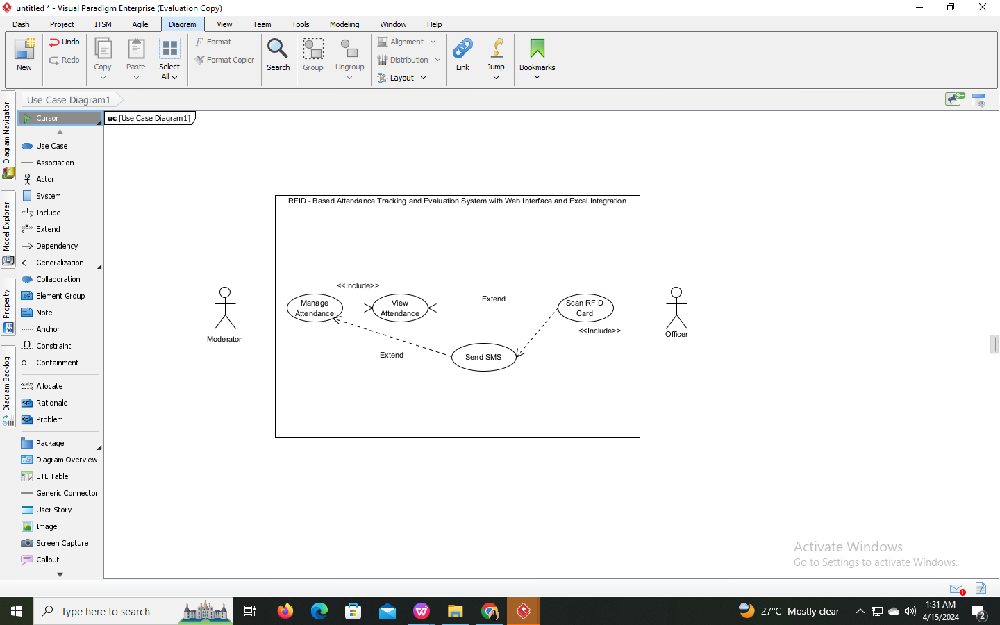 untitled * - Visual Paradigm Enterprise (Evaluation Copy)
Dash Project ITSM Agile Diagram View Team Tools Modeling Window Help
New
Undo
Redo
Copy
Paste
Select
All
Format
Format Copier
Search
Group
Ungroup
Alignment
Distribution
Layout
Link
Jump
Bookmarks
Use Case Diagram1
9+
Diagram Navigator
Model Explorer
Property
Diagram Backlog
Cursor
Use Case
Association
Actor
System
Include
Extend
Dependency
Generalization
Collaboration
Element Group
Note
Anchor
Constraint
Containment
Allocate
Rationale
Problem
Package
Diagram Overview
ETL Table
Generic Connector
User Story
Image
Screen Capture
Callout
uc [Use Case Diagram1]
RFID - Based Attendance Tracking and Evaluation System with Web Interface and Excel Integration
<<Include>>
Manage
Attendance
View
Attendance
Extend
Scan RFID
Card
<<Include>>
Moderator
Officer
Send SMS
Extend
Activate Windows
Go to Settings to activate Windows.
1
Type here to search
27°C Mostly clear
1:31 AM
4/15/2024
2